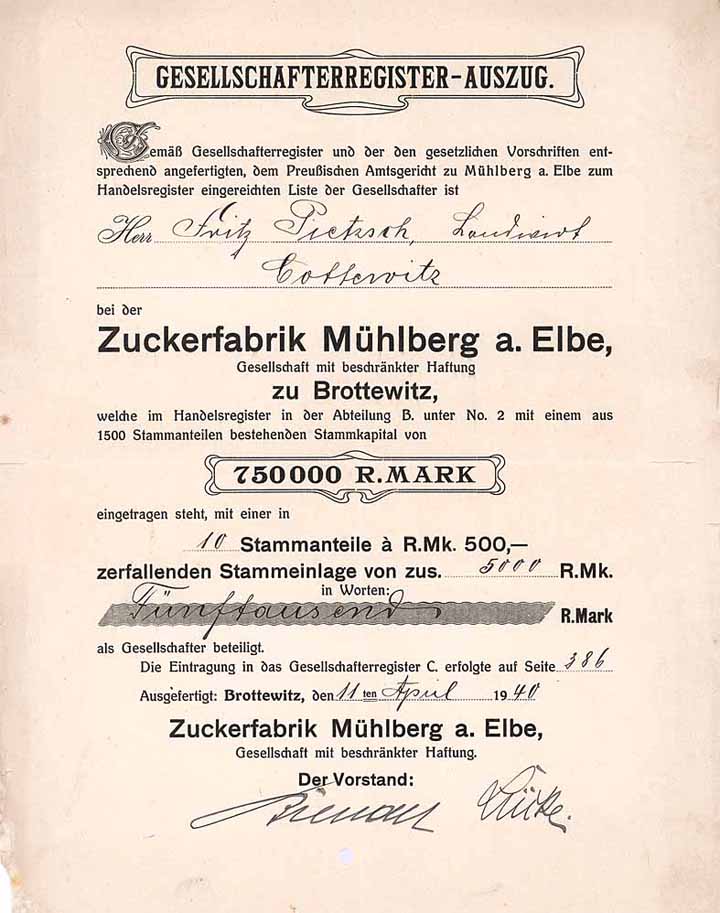 GESELLSCHAFTERREGISTER-AUSZUG.
Gemäß Gesellschafterregister und der den gesetzlichen Vorschriften ent-
sprechend angefertigten, dem Preußischen Amtsgericht zu Mühlberg a. Elbe zum
Handelsregister eingereichten Liste der Gesellschafter ist
Herr Fritz Pietzsch, Landwirt
Cottewitz
bei der
Zuckerfabrik Mühlberg a. Elbe,
Gesellschaft mit beschränkter Haftung
zu Brottewitz,
welche im Handelsregister in der Abteilung B. unter No. 2 mit einem aus
1500 Stammanteilen bestehenden Stammkapital von
750000 R.MARK
eingetragen steht, mit einer in
10 Stammanteile à R.Mk. 500,—
zerfallenden Stammeinlage von zus. 5000 R.Mk.
in Worten:
Fünftausend R.Mark
als Gesellschafter beteiligt.
Die Eintragung in das Gesellschafterregister C. erfolgte auf Seite 386
Ausgefertigt: Brottewitz, den 11ten April 1940
Zuckerfabrik Mühlberg a. Elbe,
Gesellschaft mit beschränkter Haftung.
Der Vorstand: